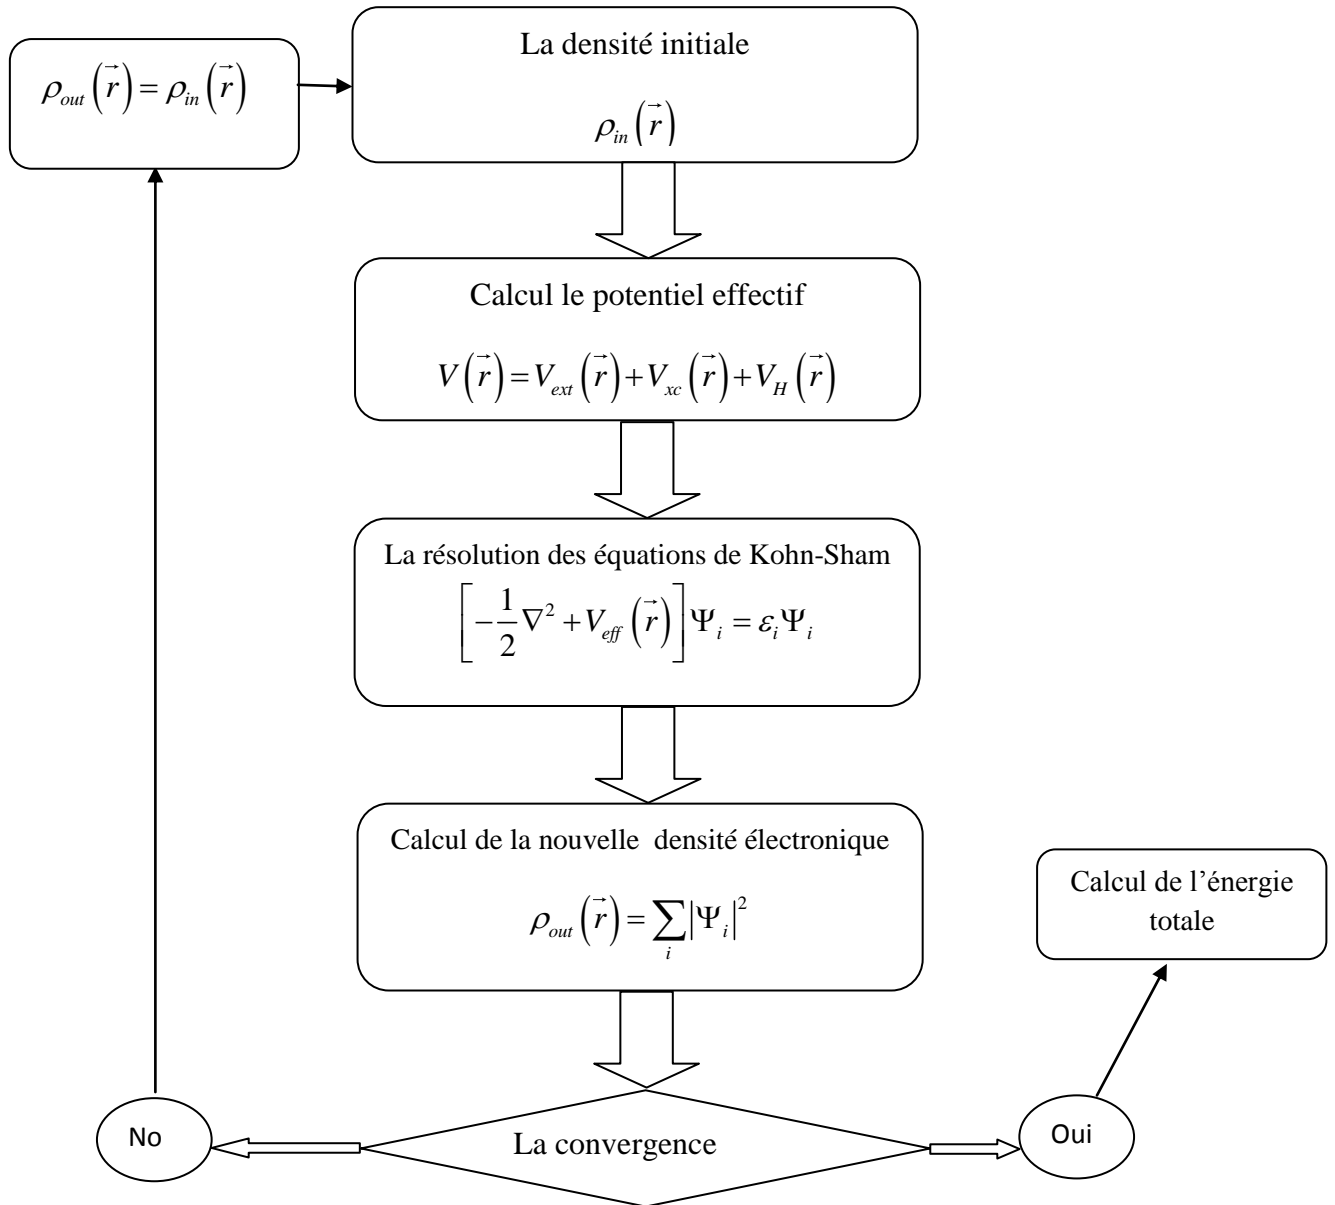 La densité initiale
ρ_in(r⃗)
ρ_out(r⃗) = ρ_in(r⃗)
Calcul le potentiel effectif
V(r⃗) = V_ext(r⃗) + V_xc(r⃗) + V_H(r⃗)
La résolution des équations de Kohn-Sham
[-1/2 ∇² + V_eff(r⃗)]Ψ_i = ε_iΨ_i
Calcul de la nouvelle densité électronique
ρ_out(r⃗) = ∑_i |Ψ_i|²
Calcul de l’énergie
totale
No
La convergence
Oui